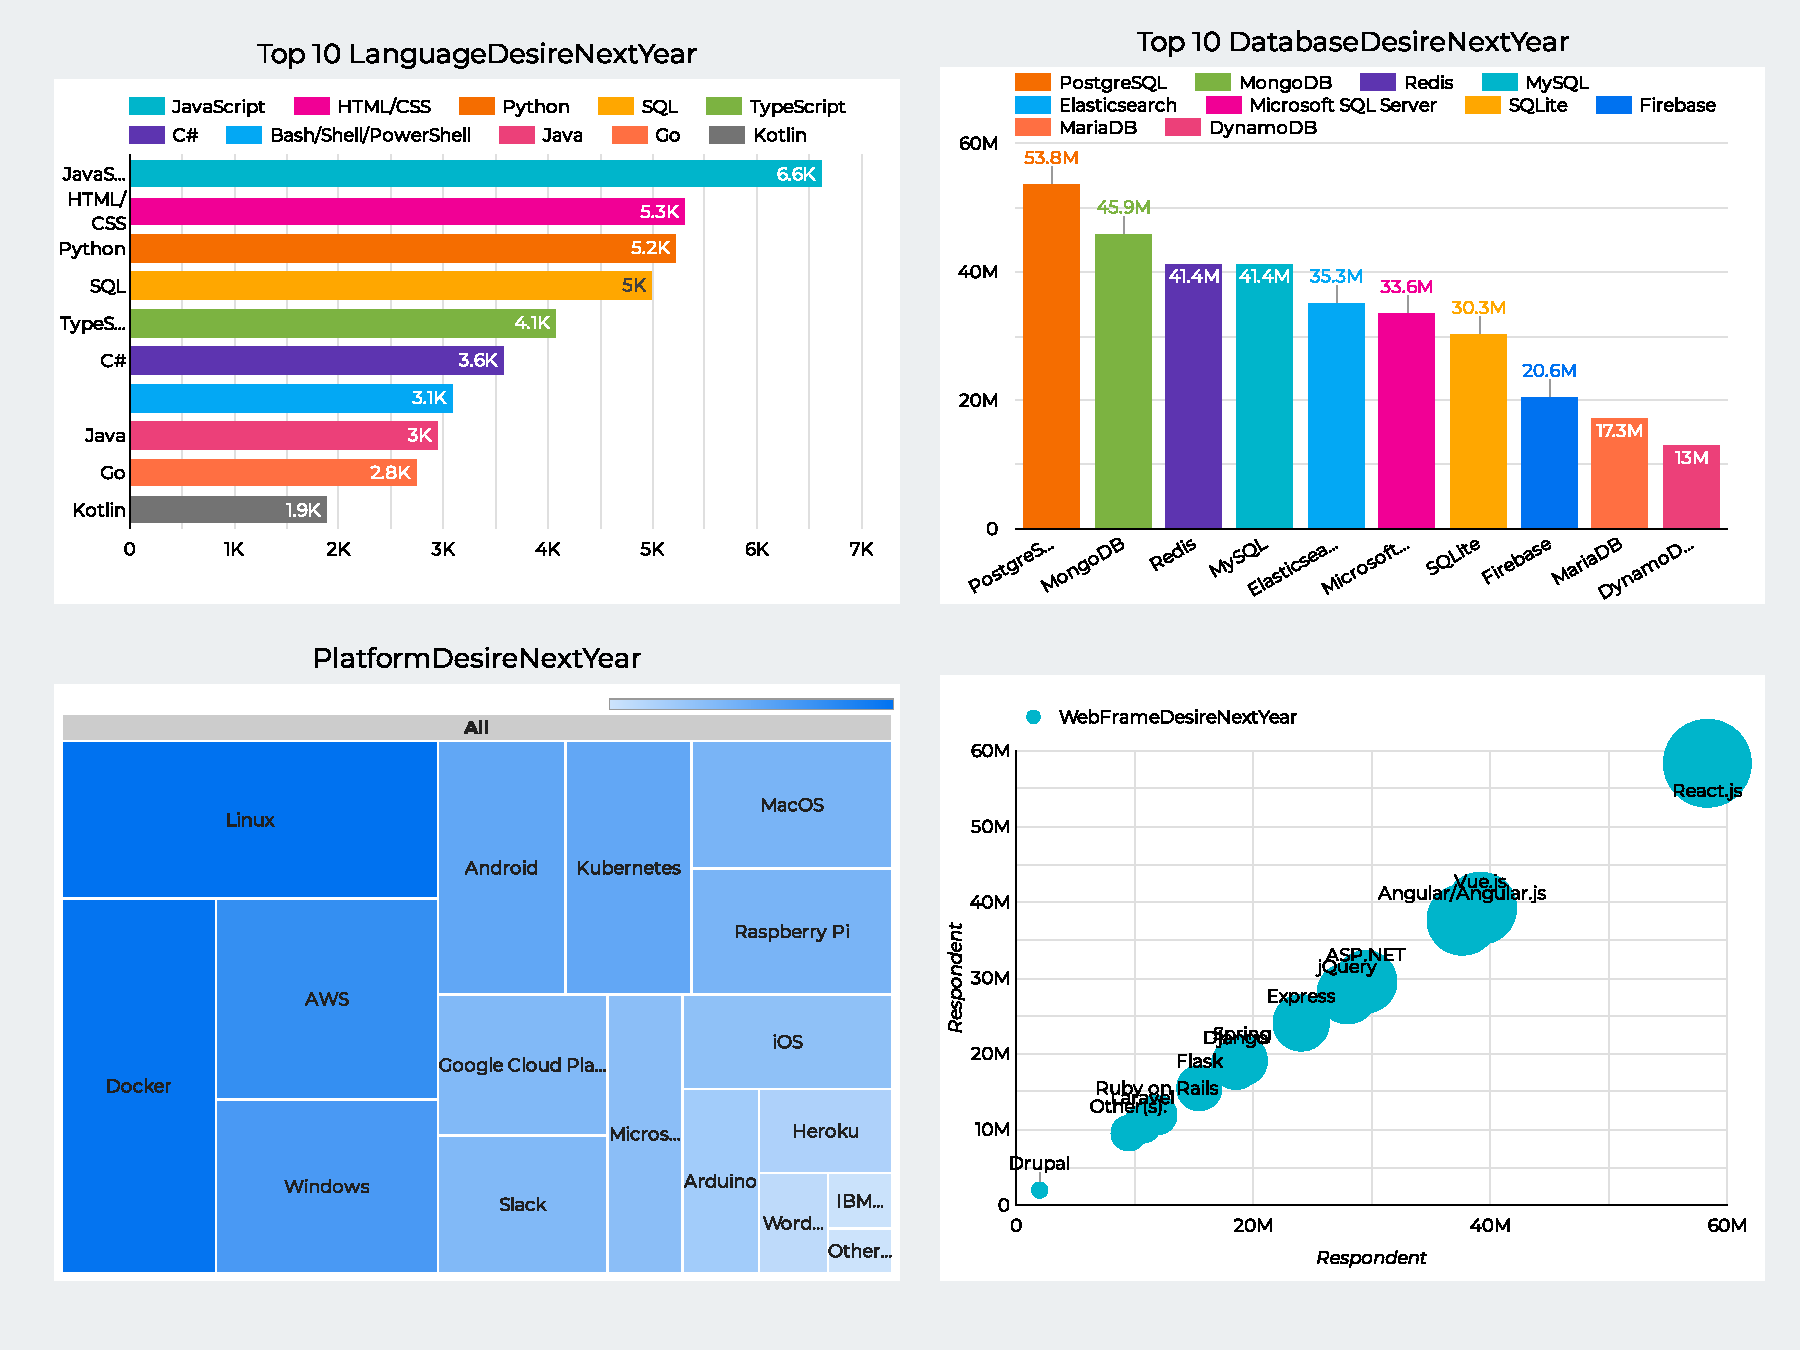 Top 10 LanguageDesireNextYear
JavaScript HTML/CSS Python SQL TypeScript
C# Bash/Shell/PowerShell Java Go Kotlin
JavaS... 6.6K
HTML/
CSS 5.3K
Python 5.2K
SQL 5K
TypeS... 4.1K
C# 3.6K
3.1K
Java 3K
Go 2.8K
Kotlin 1.9K
0 1K 2K 3K 4K 5K 6K 7K
Top 10 DatabaseDesireNextYear
PostgreSQL MongoDB Redis MySQL
Elasticsearch Microsoft SQL Server SQLite Firebase
MariaDB DynamoDB
60M
40M
20M
0
53.8M 45.9M 41.4M 41.4M 35.3M 33.6M 30.3M 20.6M 17.3M 13M
PostgreS... MongoDB Redis MySQL Elasticsea... Microsoft... SQLite Firebase MariaDB DynamoD...
PlatformDesireNextYear
All
Linux
Docker
AWS
Windows
Android
Kubernetes
MacOS
Raspberry Pi
Google Cloud Pla...
Slack
Micros...
iOS
Arduino
Heroku
Word...
IBM...
Other...
WebFrameDesireNextYear
60M
50M
40M
30M
20M
10M
0
Respondent
React.js
Vue.js
Angular/Angular.js
ASP.NET
jQuery
Express
Spring
Django
Flask
Ruby on Rails
Laravel
Other(s):
Drupal
0 20M 40M 60M
Respondent